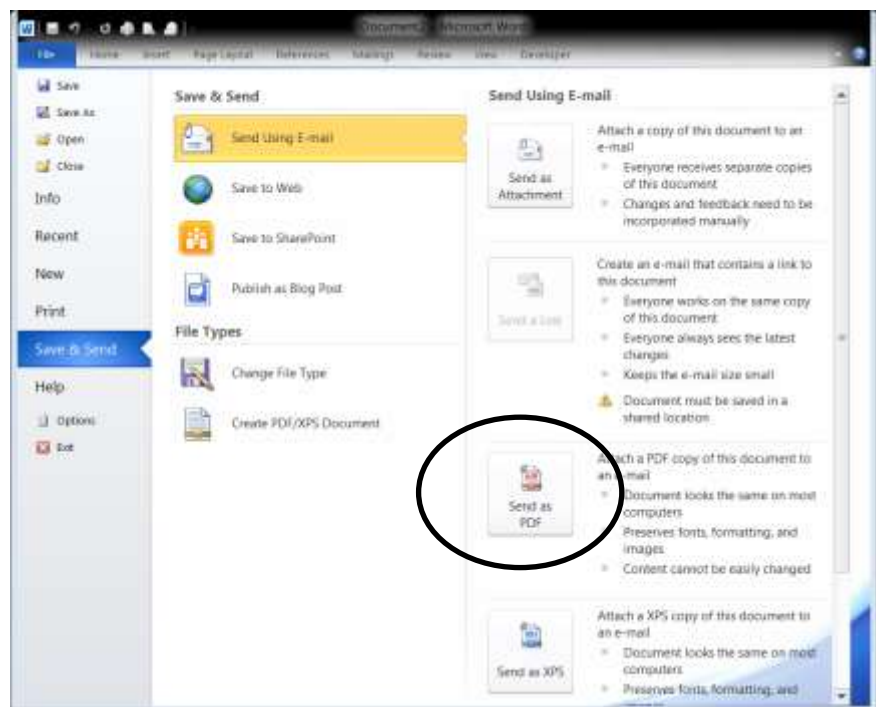 Document2 - Microsoft Word
File Home Insert Page Layout References Mailings Review View Developer
Save
Save As
Open
Close
Info
Recent
New
Print
Save & Send
Help
Options
Exit
Save & Send
Send Using E-mail
Save to Web
Save to SharePoint
Publish as Blog Post
File Types
Change File Type
Create PDF/XPS Document
Send Using E-mail
Send as
Attachment
Attach a copy of this document to an
e-mail
Everyone receives separate copies
of this document
Changes and feedback need to be
incorporated manually
Send a Link
Create an e-mail that contains a link to
this document
Everyone works on the same copy
of this document
Everyone always sees the latest
changes
Keeps the e-mail size small
Document must be saved in a
shared location
Send as
PDF
Attach a PDF copy of this document to
an e-mail
Document looks the same on most
computers
Preserves fonts, formatting, and
images
Content cannot be easily changed
Send as XPS
Attach a XPS copy of this document to
an e-mail
Document looks the same on most
computers
Preserves fonts, formatting, and